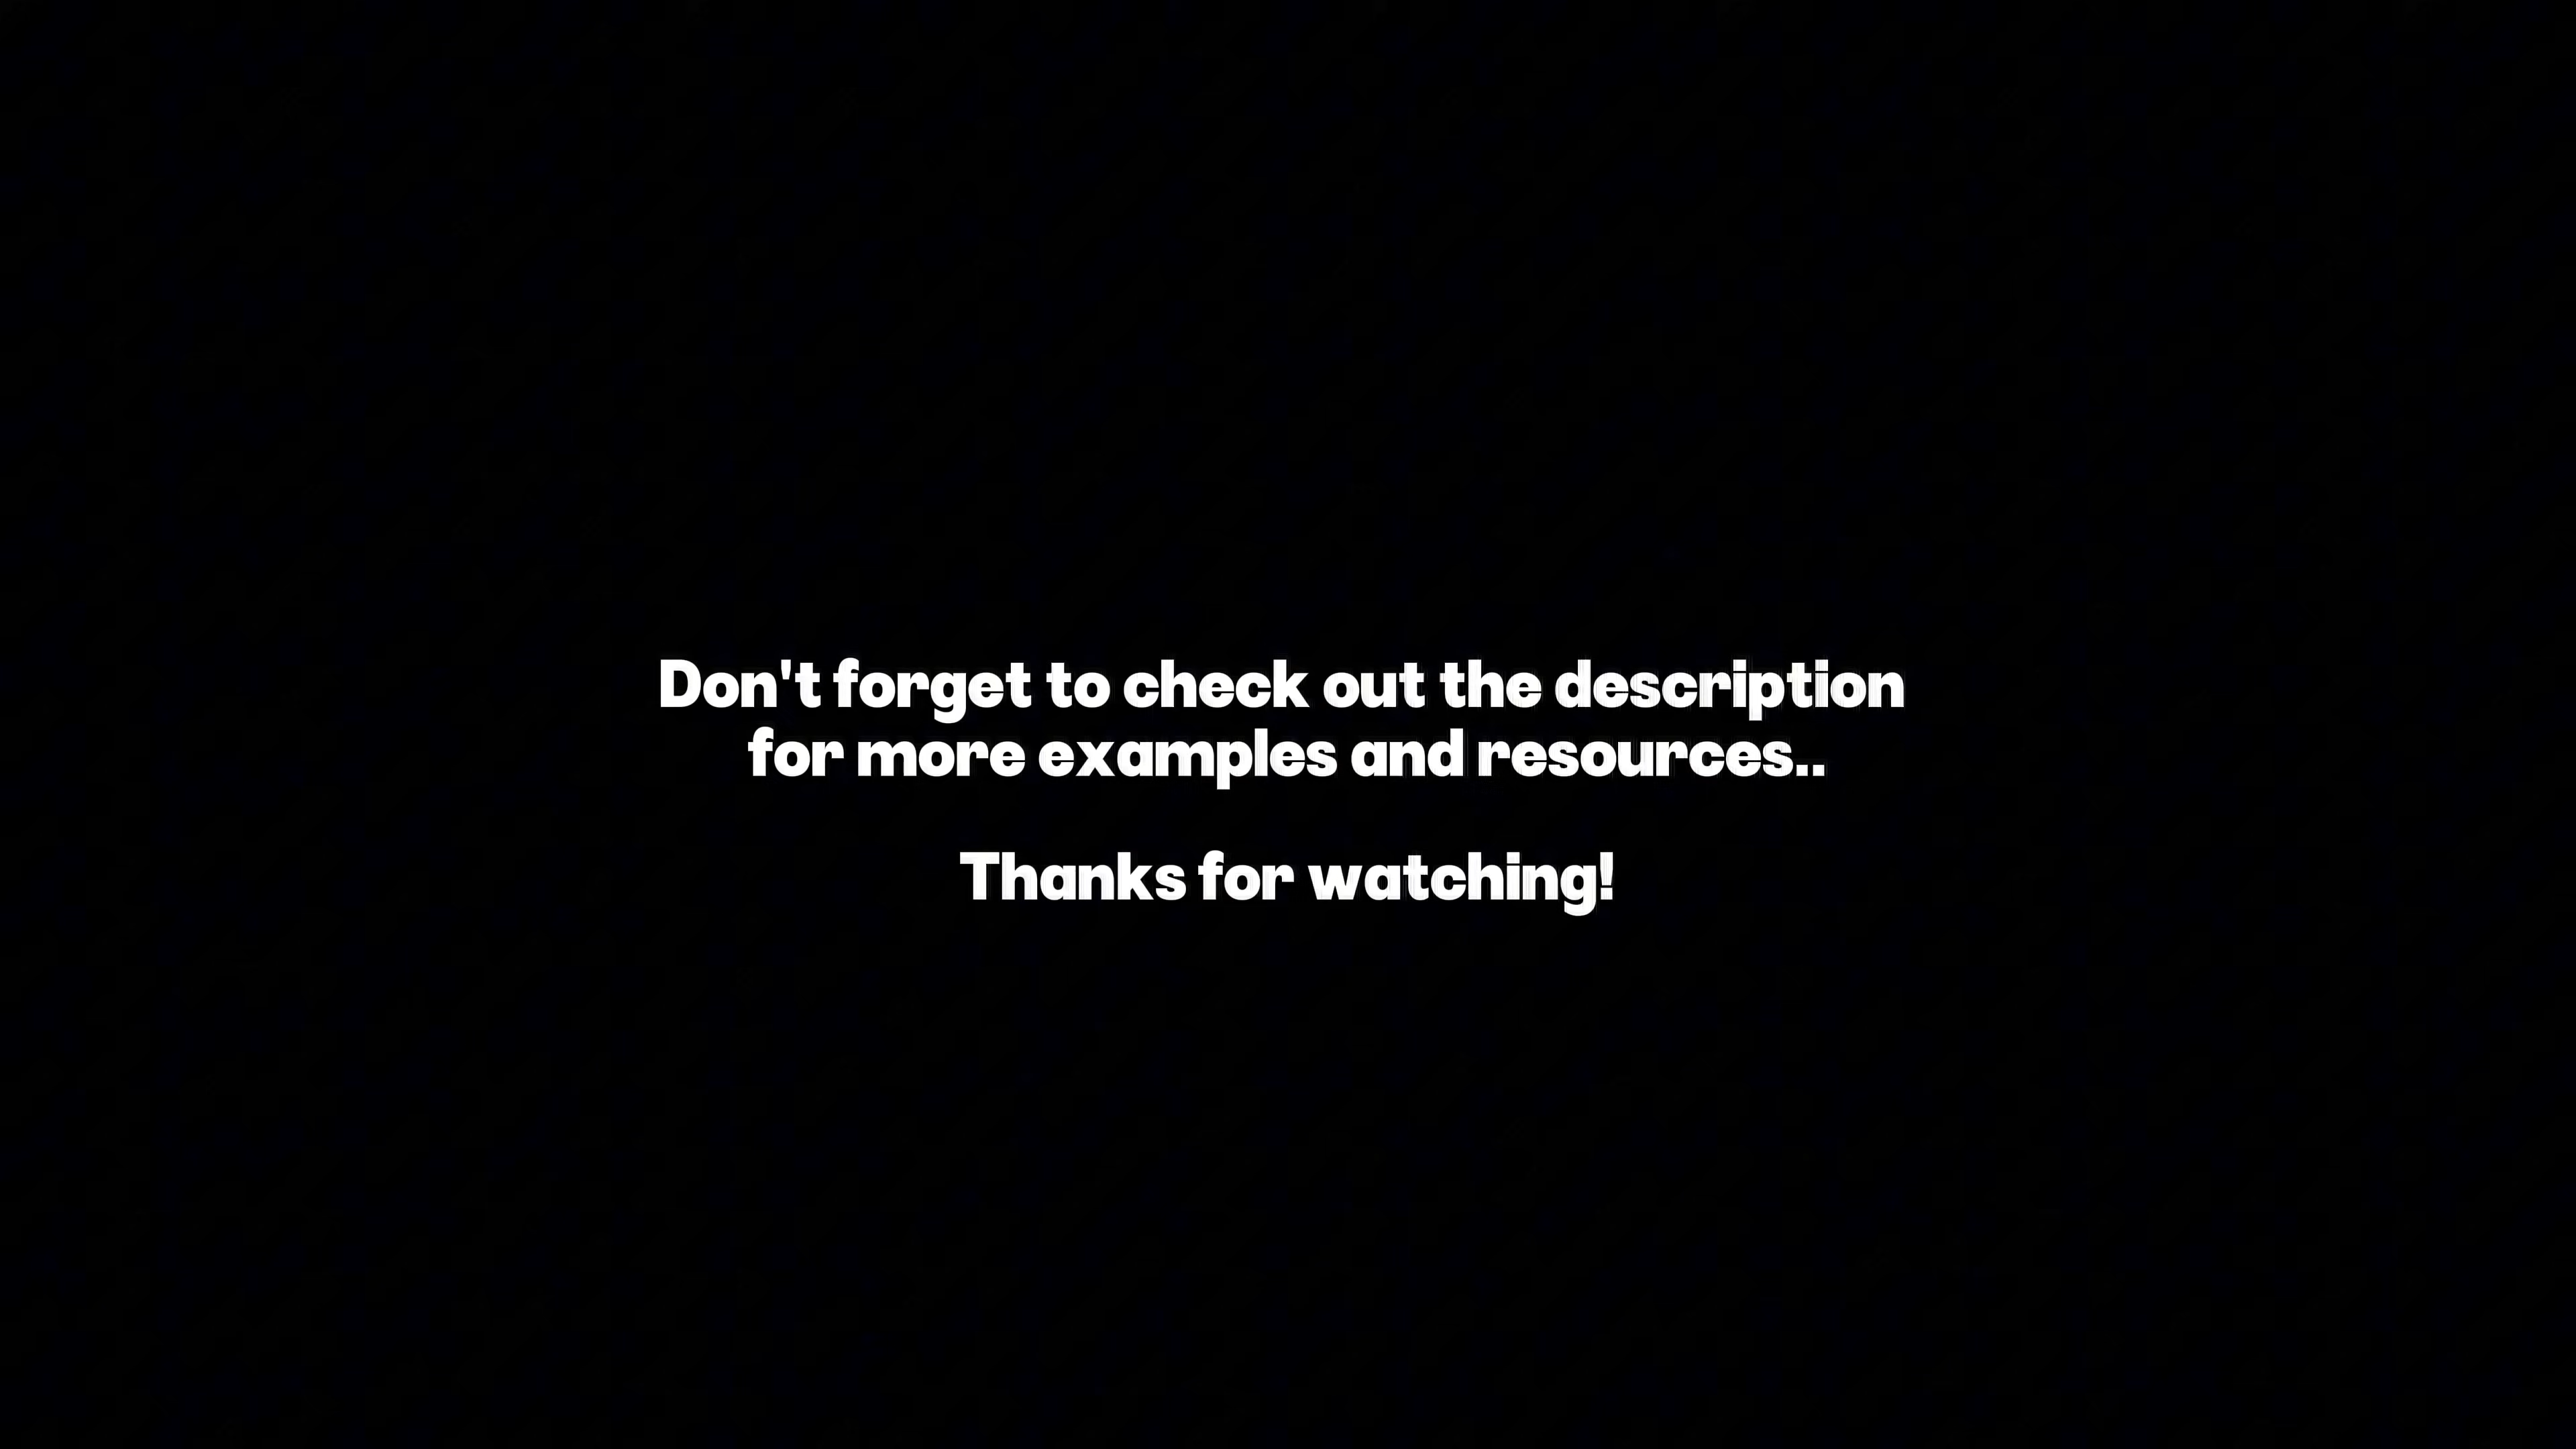 Don't forget to check out the description
for more examples and resources..
Thanks for watching!